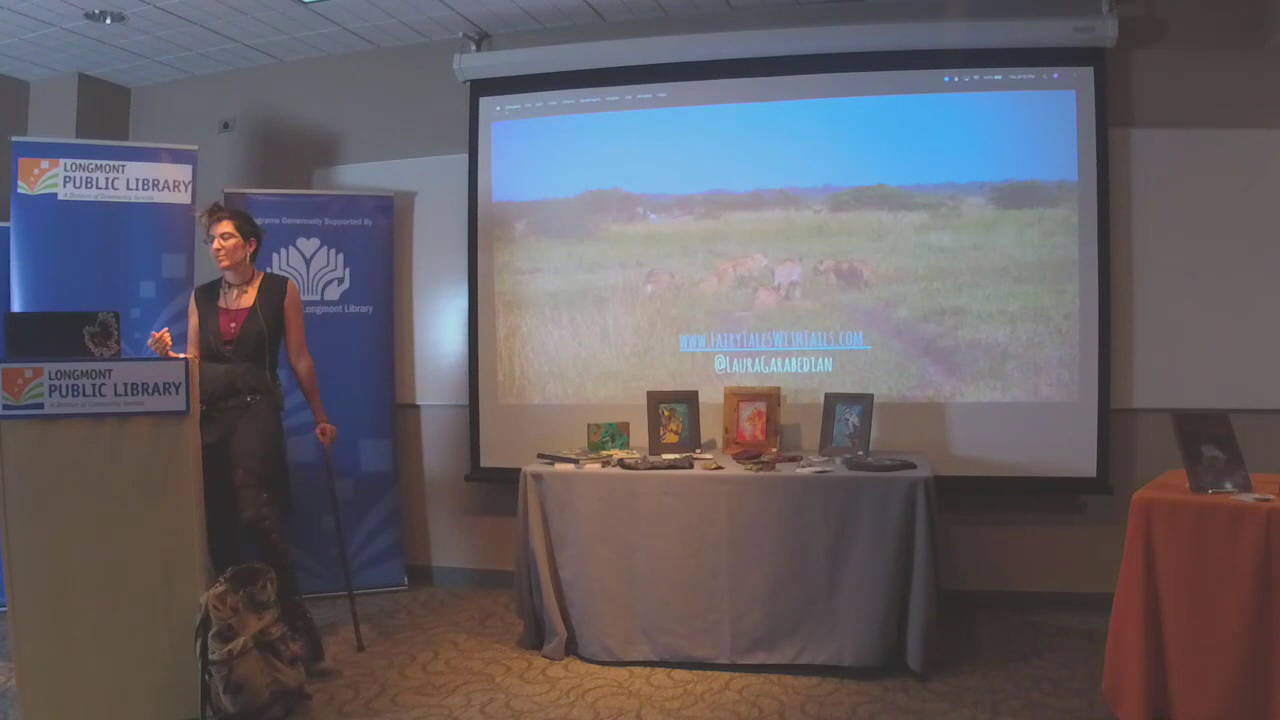 LONGMONT
PUBLIC LIBRARY
A Division of Community Services
Programs Generously Supported By
Longmont Library
LONGMONT
PUBLIC LIBRARY
A Division of Community Services
www.FairyTalesWithTails.com
@LauraGarabedian